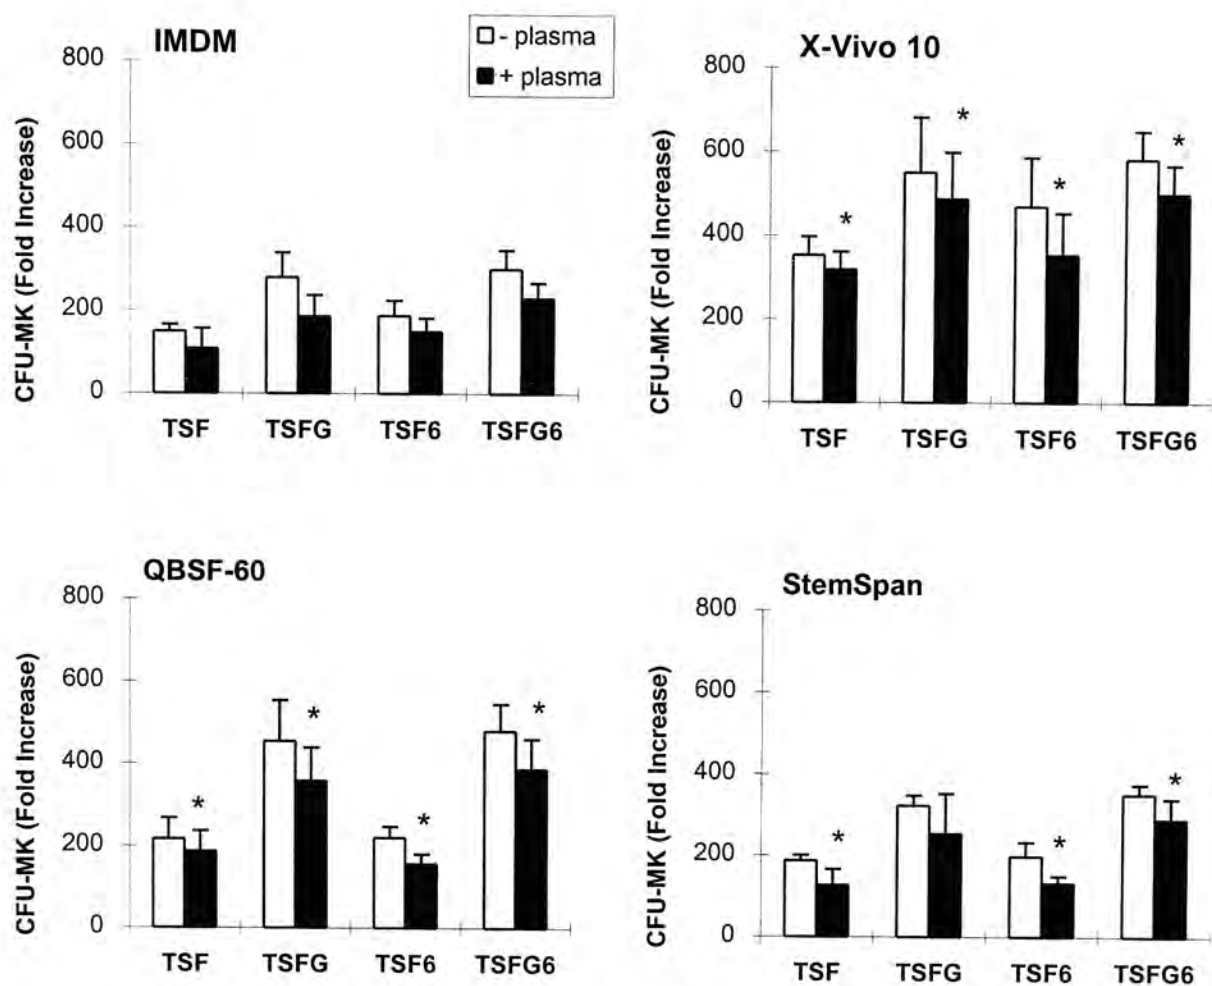 IMDM
- plasma
+ plasma
CFU-MK (Fold Increase)
800
600
400
200
0
TSF TSFG TSF6 TSFG6
X-Vivo 10
CFU-MK (Fold Increase)
800
600
400
200
0
* * * *
TSF TSFG TSF6 TSFG6
QBSF-60
CFU-MK (Fold Increase)
800
600
400
200
0
* * * *
TSF TSFG TSF6 TSFG6
StemSpan
CFU-MK (Fold Increase)
800
600
400
200
0
* * *
TSF TSFG TSF6 TSFG6